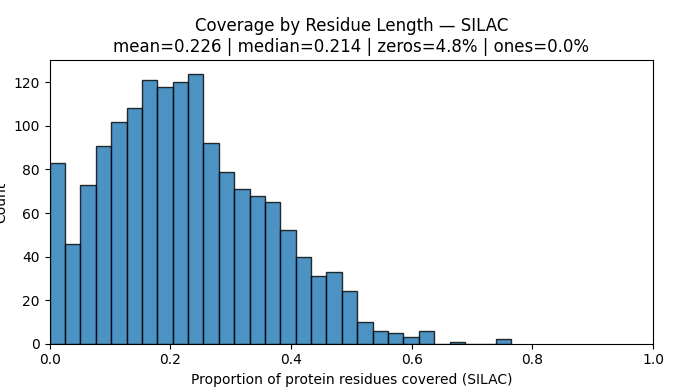 Coverage by Residue Length — SILAC
mean=0.226 | median=0.214 | zeros=4.8% | ones=0.0%
120
100
80
60
40
20
0
Count
0.0 0.2 0.4 0.6 0.8 1.0
Proportion of protein residues covered (SILAC)